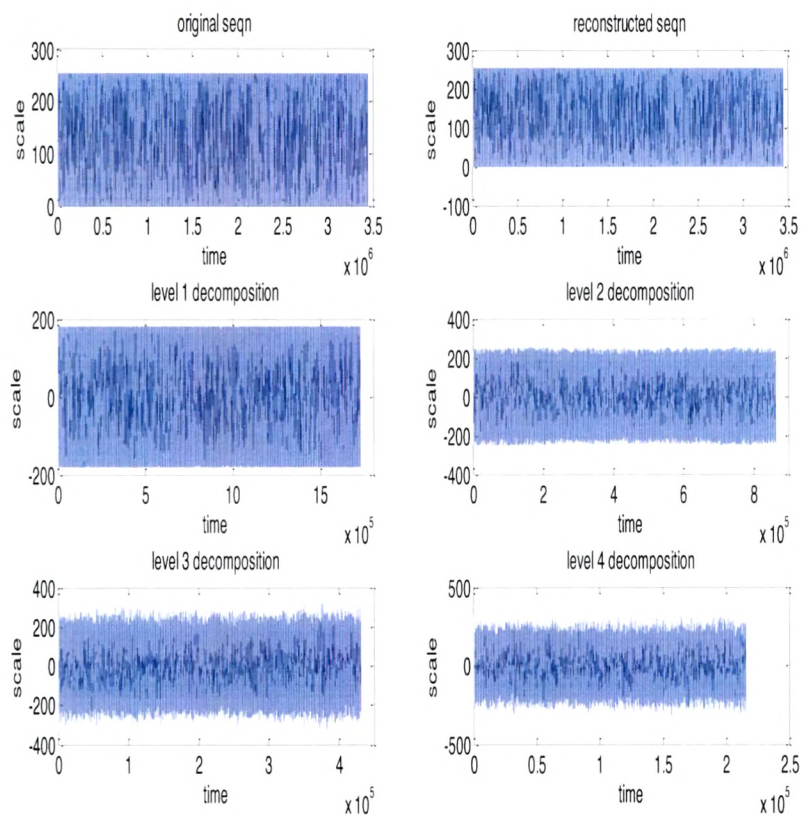 original seqn
300
200
100
0
scale
0 0.5 1 1.5 2 2.5 3 3.5
time
x 10^6
reconstructed seqn
300
200
100
0
-100
scale
0 0.5 1 1.5 2 2.5 3 3.5
time
x 10^6
level 1 decomposition
200
0
-200
scale
0 5 10 15
time
x 10^5
level 2 decomposition
400
200
0
-200
-400
scale
0 2 4 6 8
time
x 10^5
level 3 decomposition
400
200
0
-200
-400
scale
0 1 2 3 4
time
x 10^5
level 4 decomposition
500
0
-500
scale
0 0.5 1 1.5 2 2.5
time
x 10^5